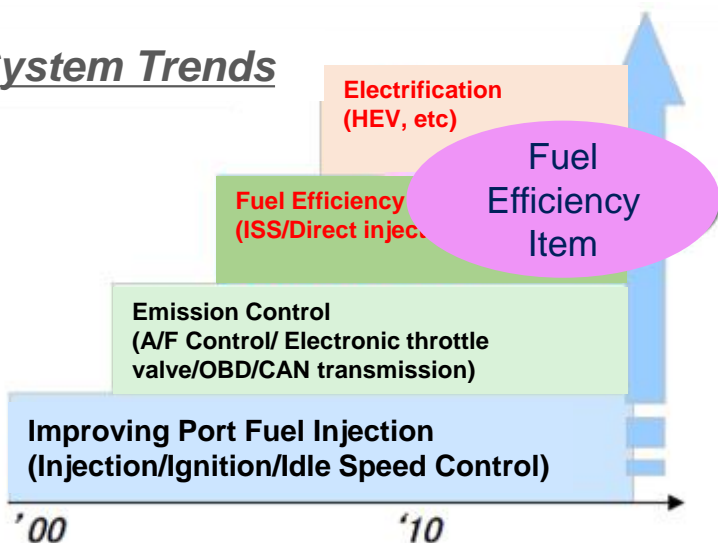 ystem Trends
Electrification
(HEV, etc)
Fuel
Efficiency
Item
Fuel Efficiency
(ISS/Direct inject
Emission Control
(A/F Control/ Electronic throttle
valve/OBD/CAN transmission)
Improving Port Fuel Injection
(Injection/Ignition/Idle Speed Control)
'00
'10